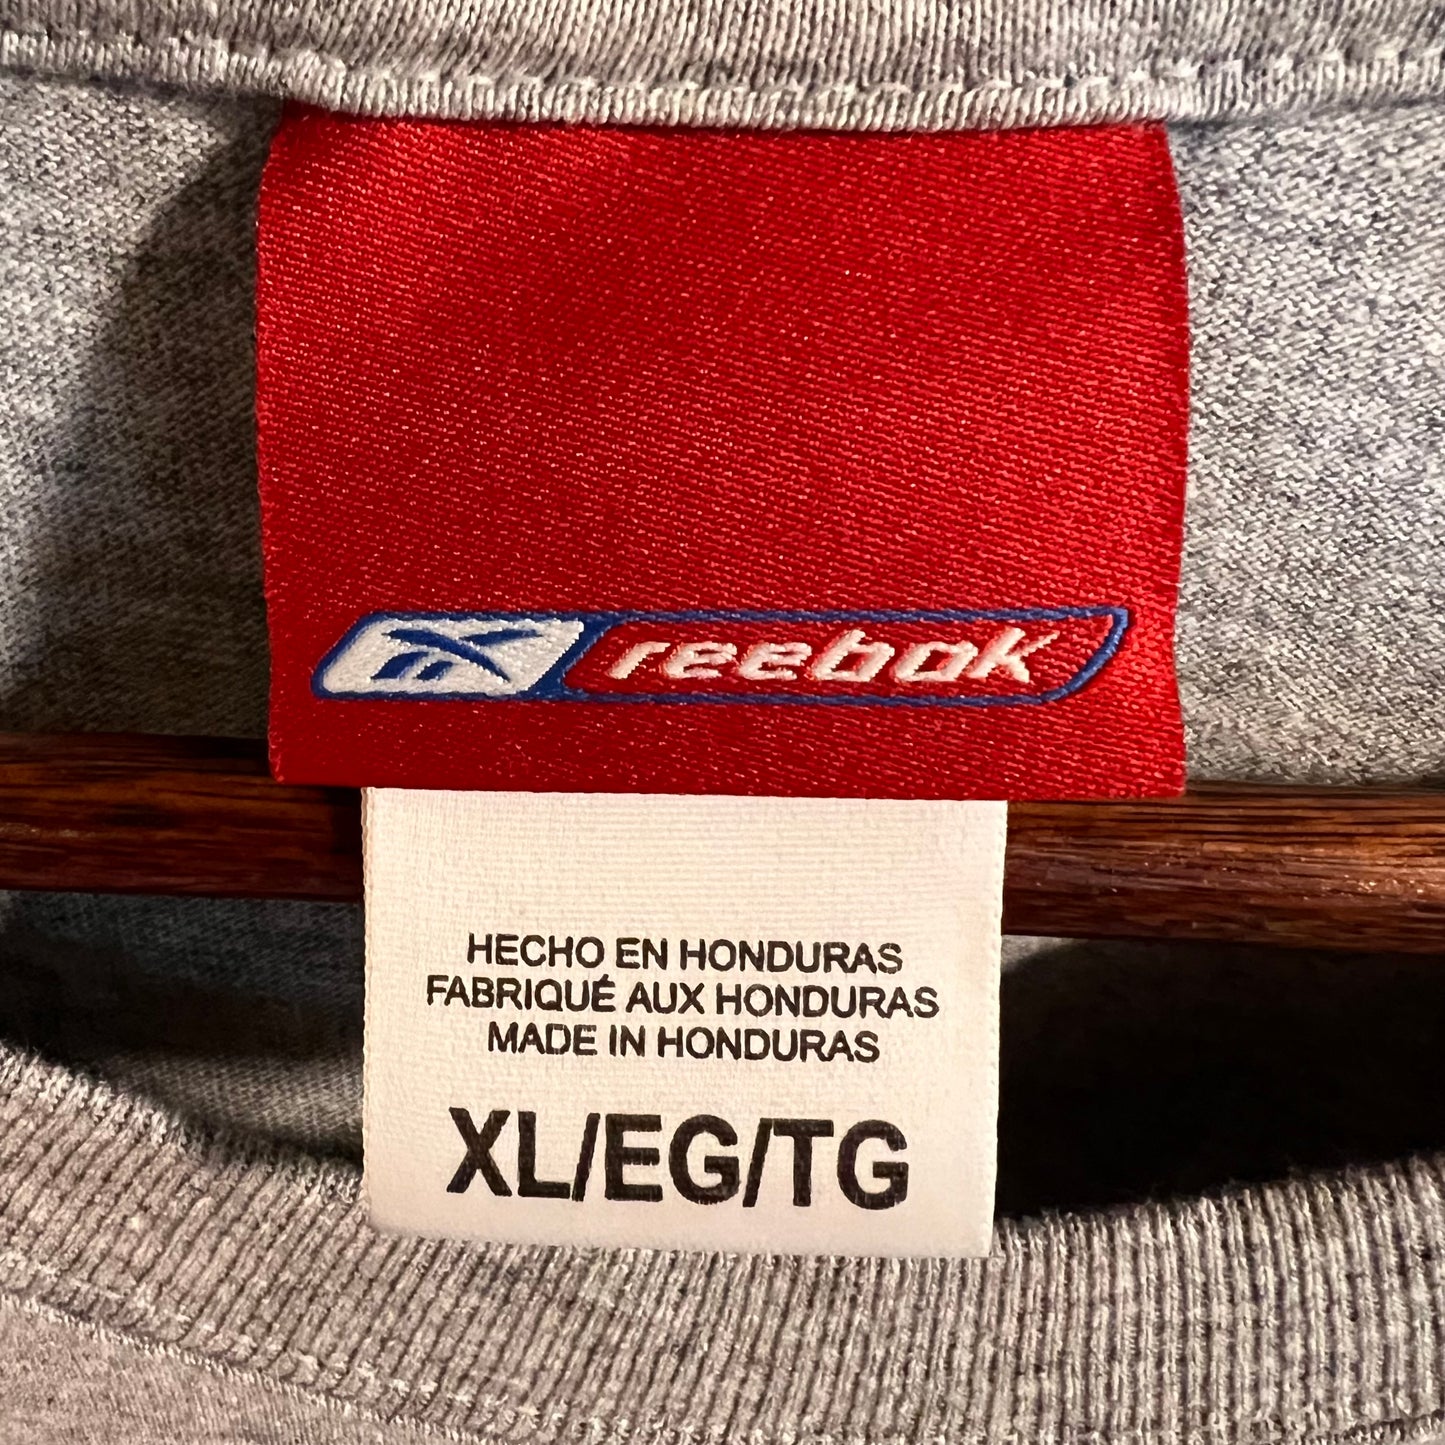 reebok
HECHO EN HONDURAS
FABRIQUÉ AUX HONDURAS
MADE IN HONDURAS
XL/EG/TG